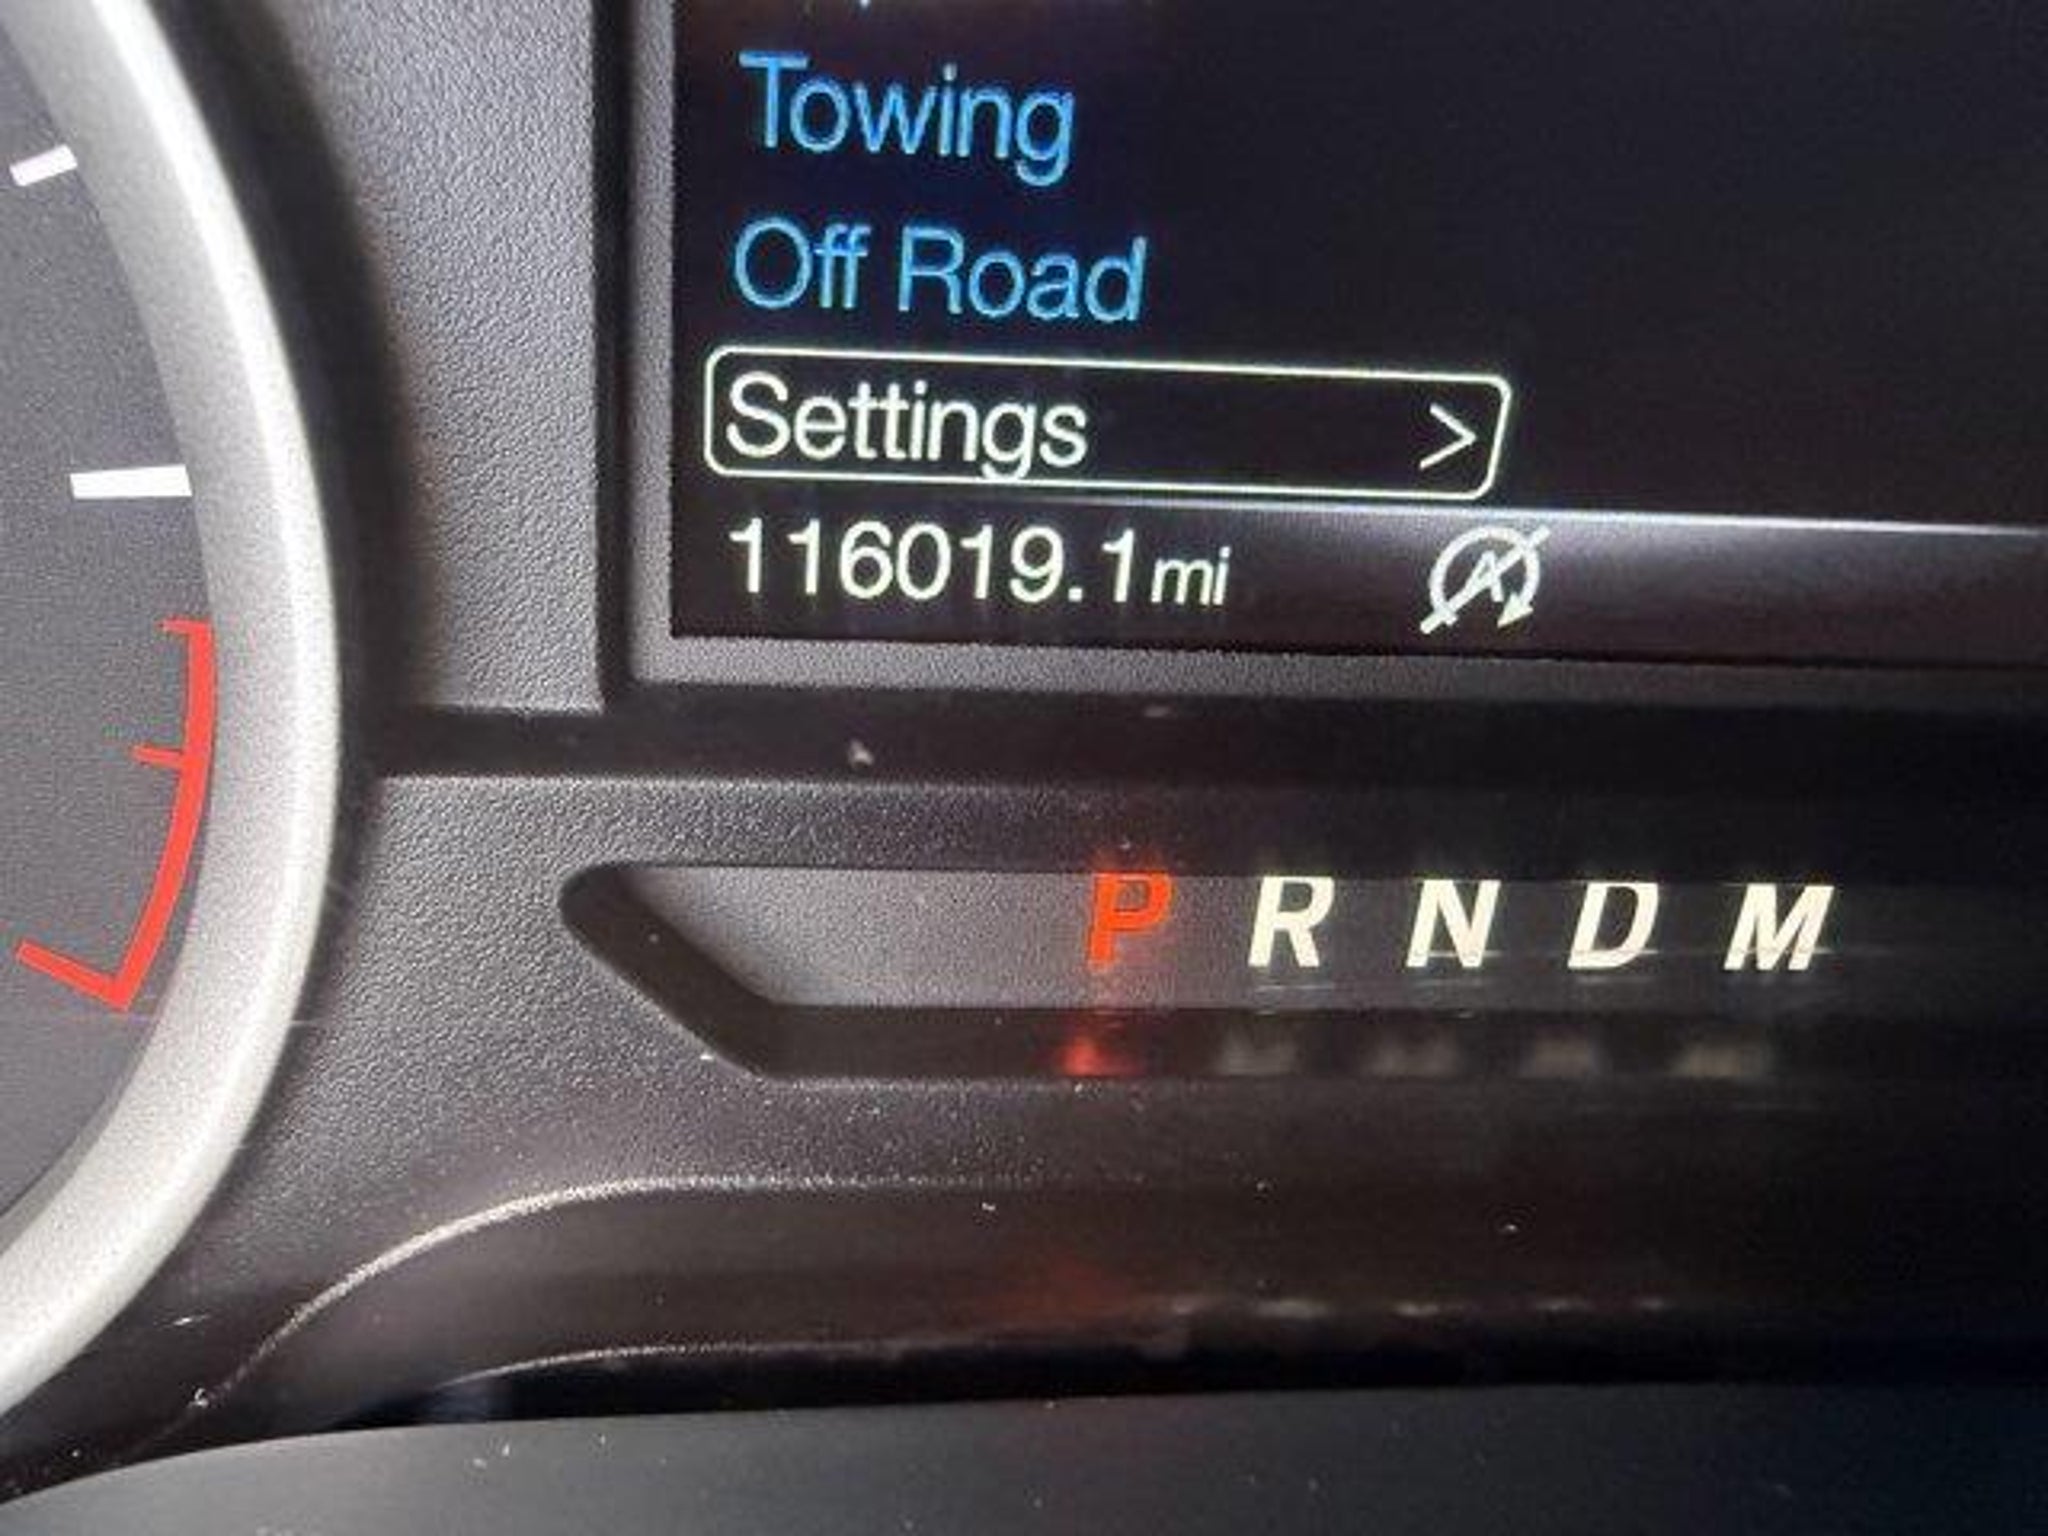 Towing
Off Road
Settings >
116019.1mi
P R N D M